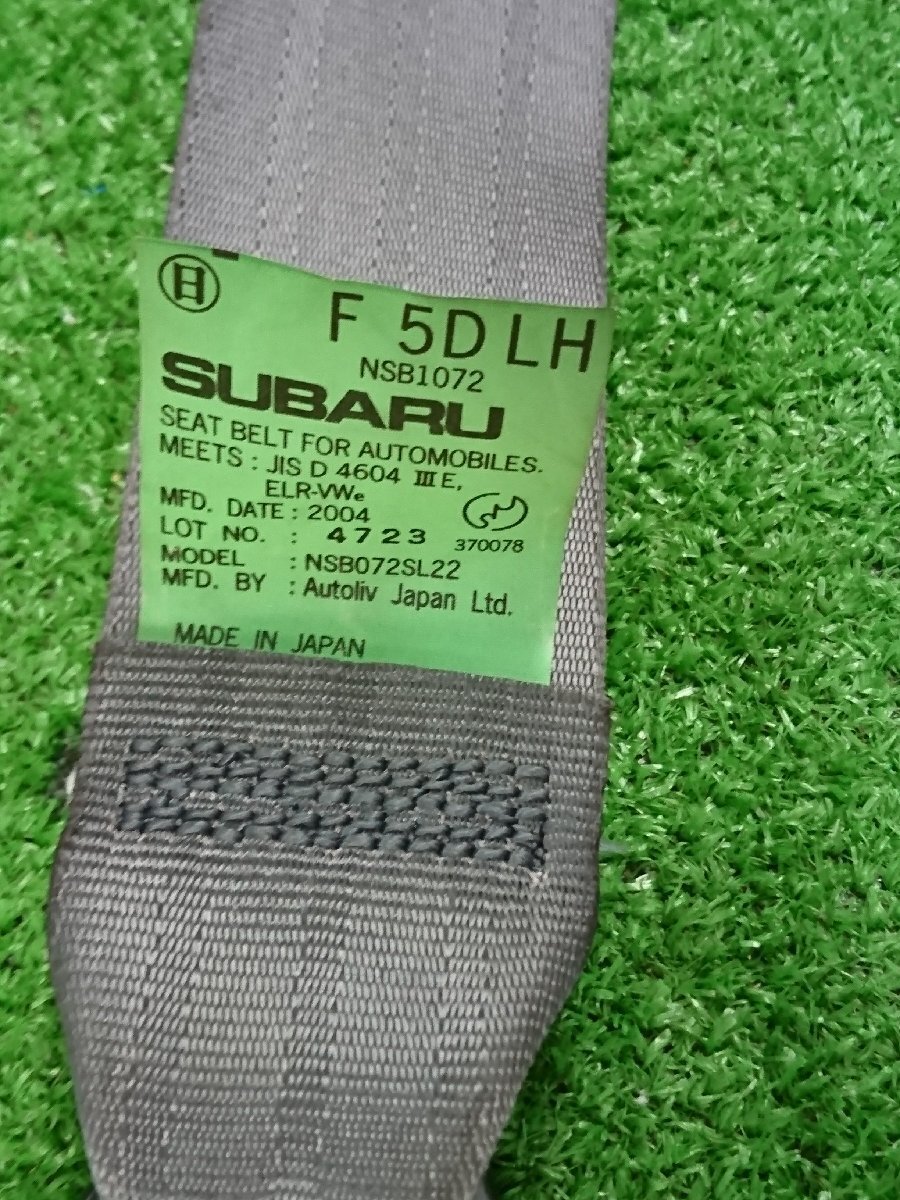 日 F 5D LH
NSB1072
SUBARU
SEAT BELT FOR AUTOMOBILES.
MEETS : JIS D 4604 III E,
ELR-VWe
MFD. DATE : 2004
LOT NO. : 4723
370078
MODEL : NSB072SL22
MFD. BY : Autoliv Japan Ltd.
MADE IN JAPAN